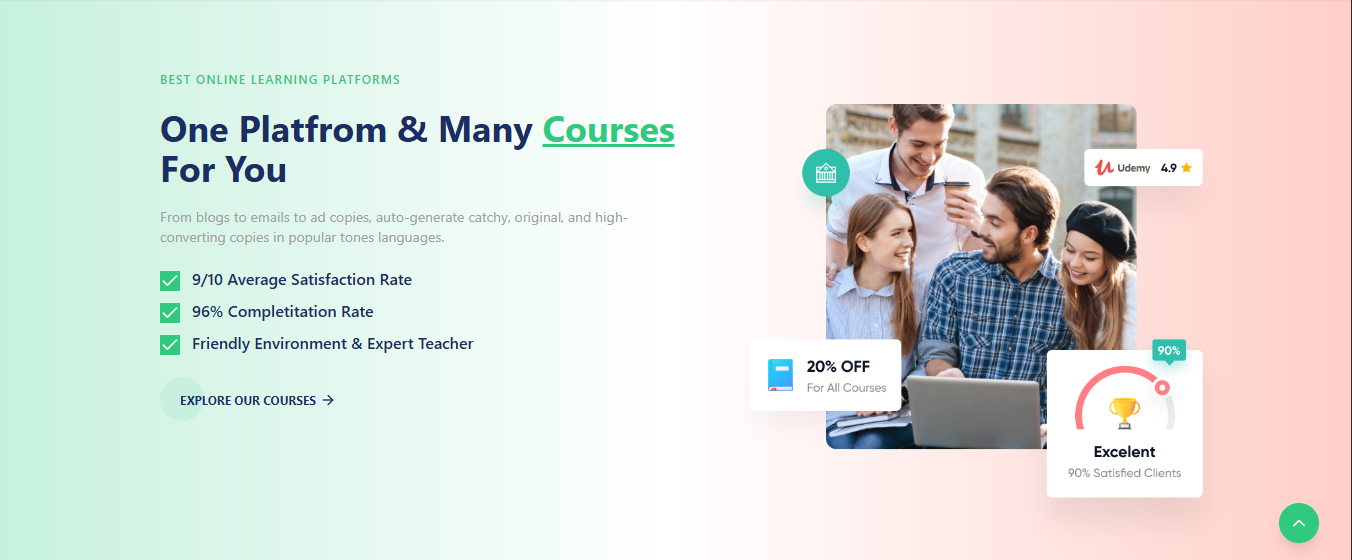 BEST ONLINE LEARNING PLATFORMS
One Platfrom & Many Courses
For You
From blogs to emails to ad copies, auto-generate catchy, original, and high-
converting copies in popular tones languages.
9/10 Average Satisfaction Rate
96% Completitation Rate
Friendly Environment & Expert Teacher
EXPLORE OUR COURSES
Udemy 4.9
20% OFF
For All Courses
90%
Excelent
90% Satisfied Clients